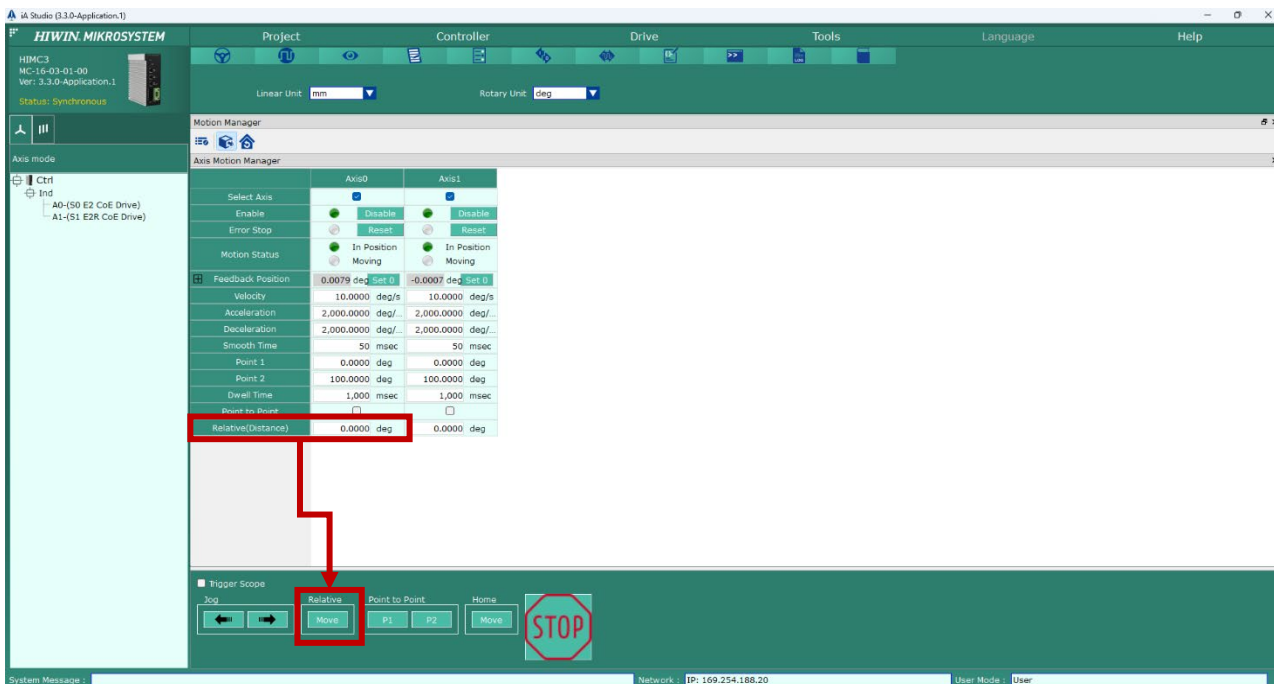 iA Studio (3.3.0-Application.1)
HIWIN. MIKROSYSTEM
Project
Controller
Drive
Tools
Language
Help
HIMC3
MC-16-03-01-00
Ver: 3.3.0-Application.1
Status: Synchronous
Linear Unit mm
Rotary Unit deg
Motion Manager
Axis mode
Axis Motion Manager
Ctrl
Ind
A0-(S0 E2 CoE Drive)
A1-(S1 E2R CoE Drive)
Axis0 Axis1
Select Axis
Enable Disable Disable
Error Stop Reset Reset
Motion Status In Position In Position
Moving Moving
Feedback Position 0.0079 deg Set 0 -0.0007 deg Set 0
Velocity 10.0000 deg/s 10.0000 deg/s
Acceleration 2,000.0000 deg/... 2,000.0000 deg/...
Deceleration 2,000.0000 deg/... 2,000.0000 deg/...
Smooth Time 50 msec 50 msec
Point 1 0.0000 deg 0.0000 deg
Point 2 100.0000 deg 100.0000 deg
Dwell Time 1,000 msec 1,000 msec
Point to Point
Relative(Distance) 0.0000 deg 0.0000 deg
Trigger Scope
Jog Relative Point to Point Home
Move P1 P2 Move
STOP
System Message :
Network : IP: 169.254.188.20
User Mode : User